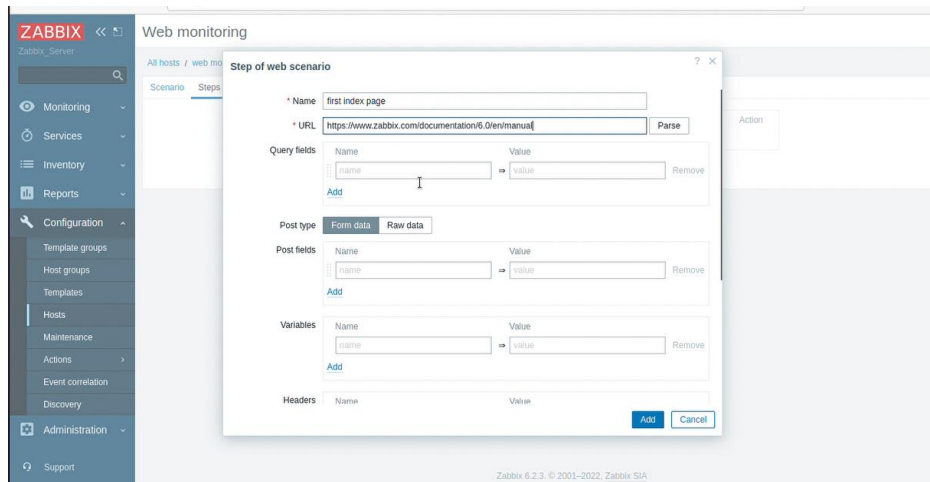 ZABBIX
Zabbix_Server
Monitoring
Services
Inventory
Reports
Configuration
Template groups
Host groups
Templates
Hosts
Maintenance
Actions
Event correlation
Discovery
Administration
Support
Web monitoring
All hosts / web mo
Scenario Steps
Action
Step of web scenario
* Name first index page
* URL https://www.zabbix.com/documentation/6.0/en/manual Parse
Query fields Name Value
name ⇒ value Remove
Add
Post type Form data Raw data
Post fields Name Value
name ⇒ value Remove
Add
Variables Name Value
name ⇒ value Remove
Add
Headers Name Value
Add Cancel
Zabbix 6.2.3. © 2001–2022, Zabbix SIA